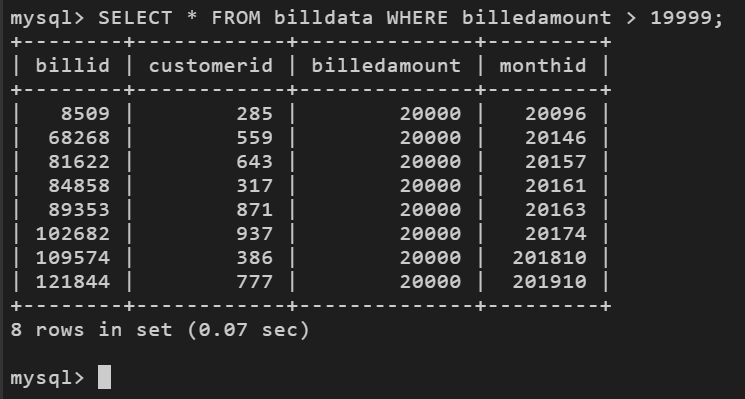 mysql> SELECT * FROM billdata WHERE billedamount > 19999;
+--------+------------+--------------+---------+
| billid | customerid | billedamount | monthid |
+--------+------------+--------------+---------+
|   8509 |        285 |        20000 |   20096 |
|  68268 |        559 |        20000 |   20146 |
|  81622 |        643 |        20000 |   20157 |
|  84858 |        317 |        20000 |   20161 |
|  89353 |        871 |        20000 |   20163 |
| 102682 |        937 |        20000 |   20174 |
| 109574 |        386 |        20000 |  201810 |
| 121844 |        777 |        20000 |  201910 |
+--------+------------+--------------+---------+
8 rows in set (0.07 sec)
mysql>